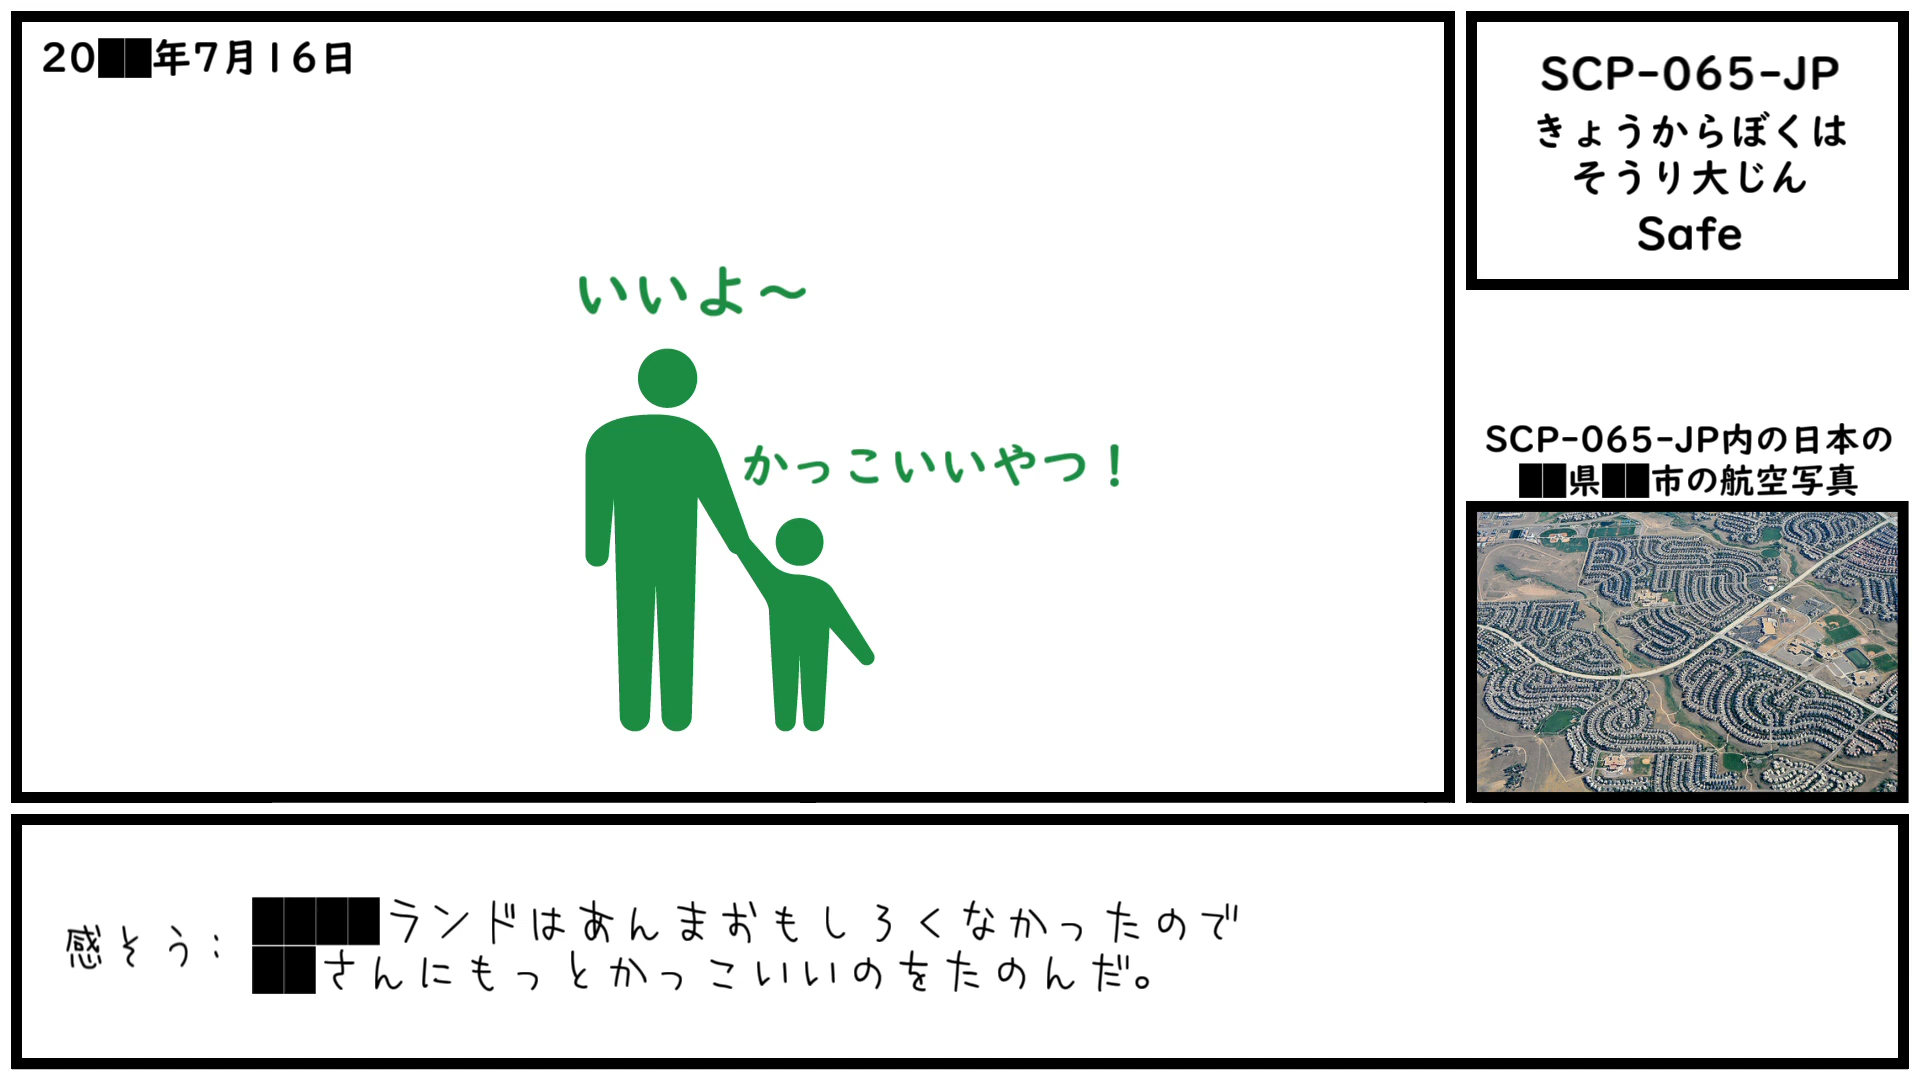 20██年7月16日
いいよ～
かっこいいやつ！
SCP-065-JP
きょうからぼくは
そうり大じん
Safe
SCP-065-JP内の日本の
██県██市の航空写真
感そう：
████ランドはあんまおもしろくなかったので
██さんにもっとかっこいいのをたのんだ。